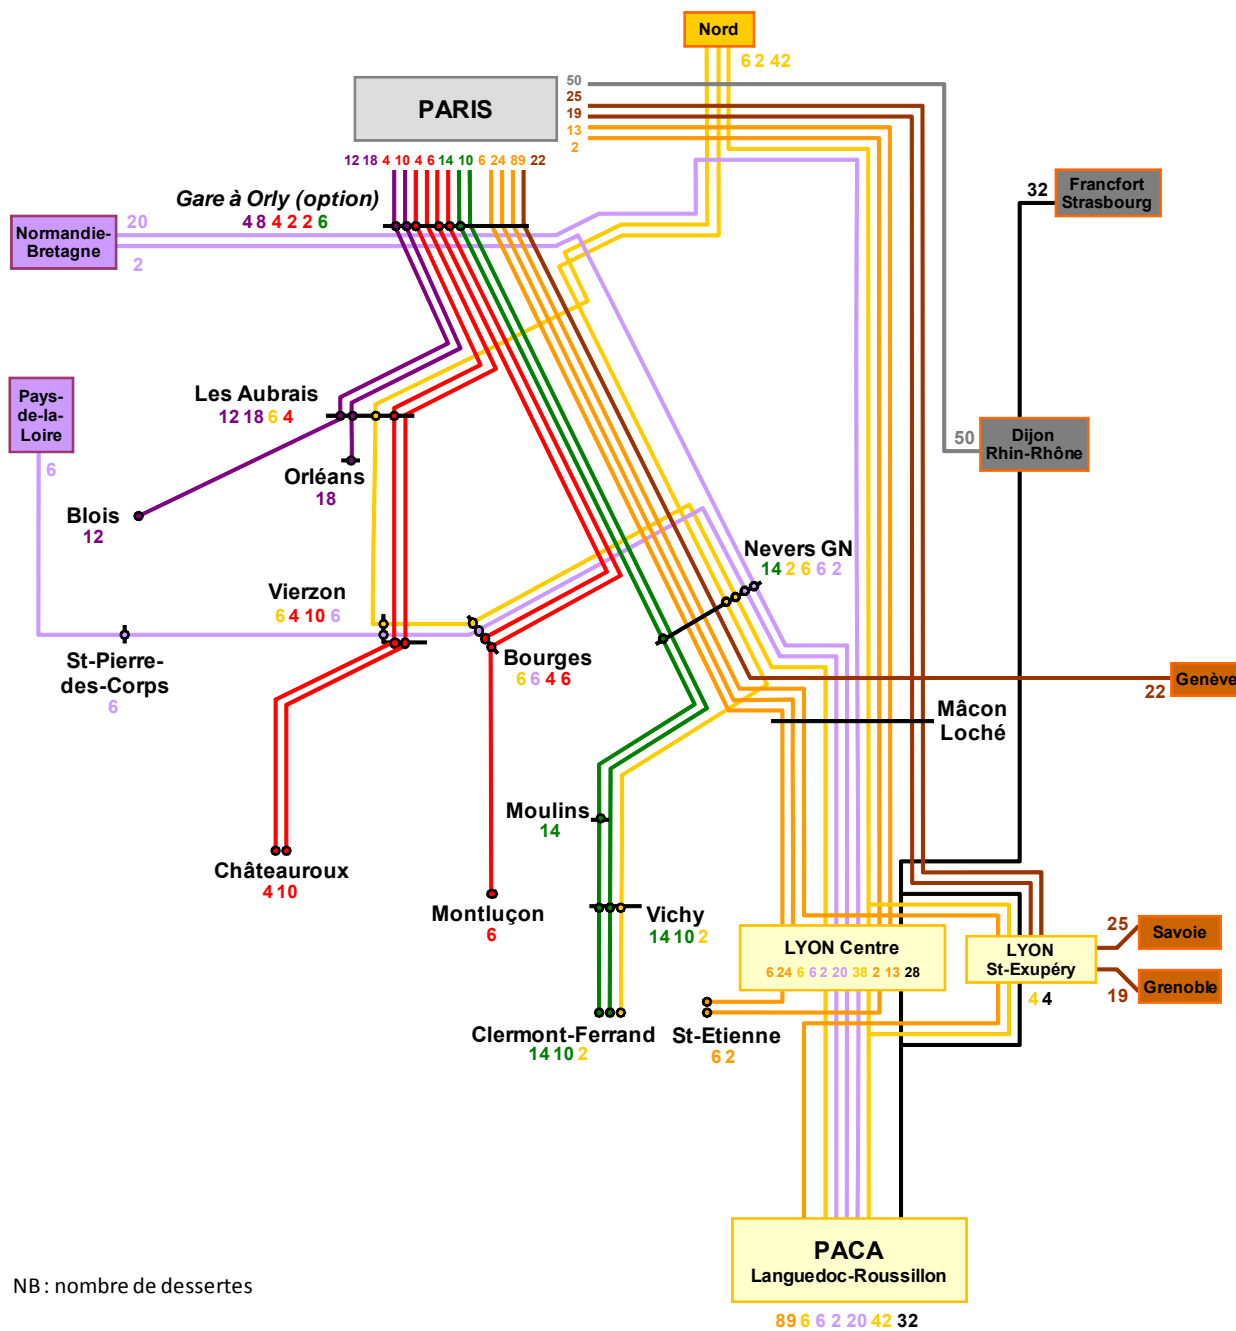 Nord
6 2 42
PARIS
50
25
19
13
2
12 18 4 10 4 6 14 10 6 24 89 22
Gare à Orly (option)
4 8 4 2 2 6
Francfort
Strasbourg
32
Normandie-
Bretagne
20
2
Les Aubrais
12 18 6 4
Pays-
de-la-
Loire
6
Dijon
Rhin-Rhône
50
Orléans
18
Blois
12
Nevers GN
14 2 6 6 2
Vierzon
6 4 10 6
St-Pierre-
des-Corps
6
Bourges
6 6 4 6
Genève
22
Mâcon
Loché
Moulins
14
Châteauroux
4 10
Montluçon
6
Vichy
14 10 2
LYON Centre
6 24 6 6 2 20 38 2 13 28
LYON
St-Exupéry
4 4
25
Savoie
19
Grenoble
Clermont-Ferrand
14 10 2
St-Etienne
6 2
PACA
Languedoc-Roussillon
89 6 6 2 20 42 32
NB : nombre de dessertes